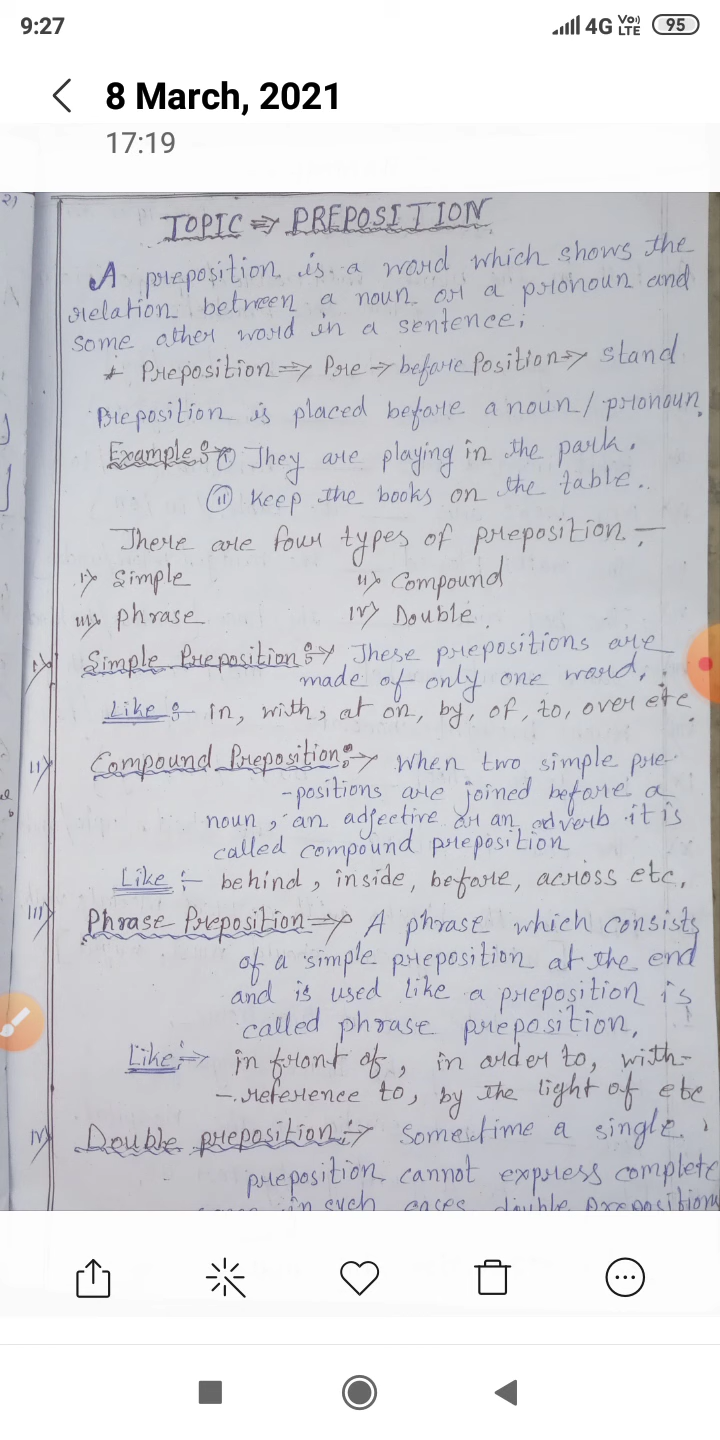 9:27
4G Vo) LTE 95
8 March, 2021
17:19
2)
TOPIC ⇒ PREPOSITION
A preposition is a word which shows the
relation between a noun or a pronoun and
some other word in a sentence;
* Preposition ⇒ Pre → before Position ⇒ stand
Preposition is placed before a noun / pronoun.
Example :- (i) They are playing in the park.
(ii) Keep the books on the table..
There are four types of preposition. :-
i) Simple ii) Compound
iii) Phrase iv) Double.
i) Simple Preposition :→ These prepositions are
made of only one word,.
Like :- in, with, at on, by, of, to, over etc
ii) Compound Preposition :→ When two simple pre-
-positions are joined before a
noun, an adjective or an adverb it is
called compound preposition
Like :- behind, inside, before, across etc,
iii) Phrase Preposition ⇒ A phrase which consists
of a simple preposition at the end
and is used like a preposition is
called phrase preposition,
Like :→ in front of, in order to, with-
-reference to, by the light of etc
iv) Double preposition :→ Sometime a single
preposition cannot express complete
in such cases double prepositions